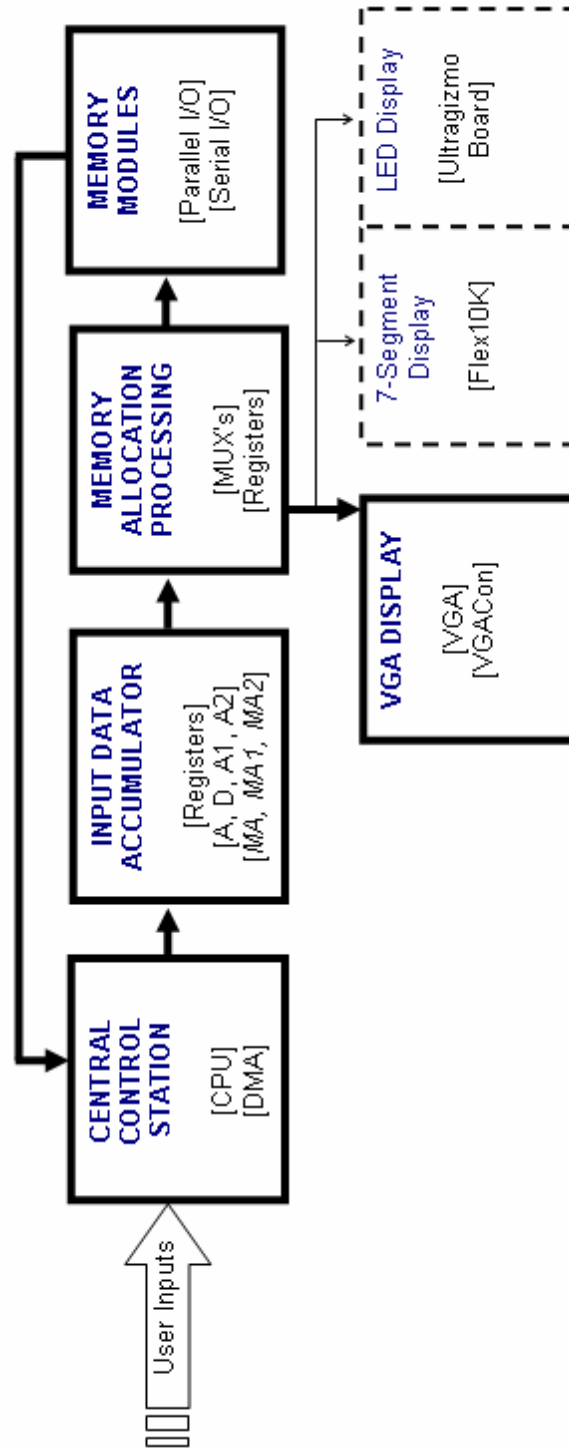 User Inputs
CENTRAL
CONTROL
STATION
[CPU]
[DMA]
INPUT DATA
ACCUMULATOR
[Registers]
[A, D, A1, A2]
[MA, MA1, MA2]
MEMORY
ALLOCATION
PROCESSING
[MUX's]
[Registers]
MEMORY
MODULES
[Parallel I/O]
[Serial I/O]
VGA DISPLAY
[VGA]
[VGACon]
7-Segment
Display
[Flex10K]
LED Display
[Ultragizmo
Board]